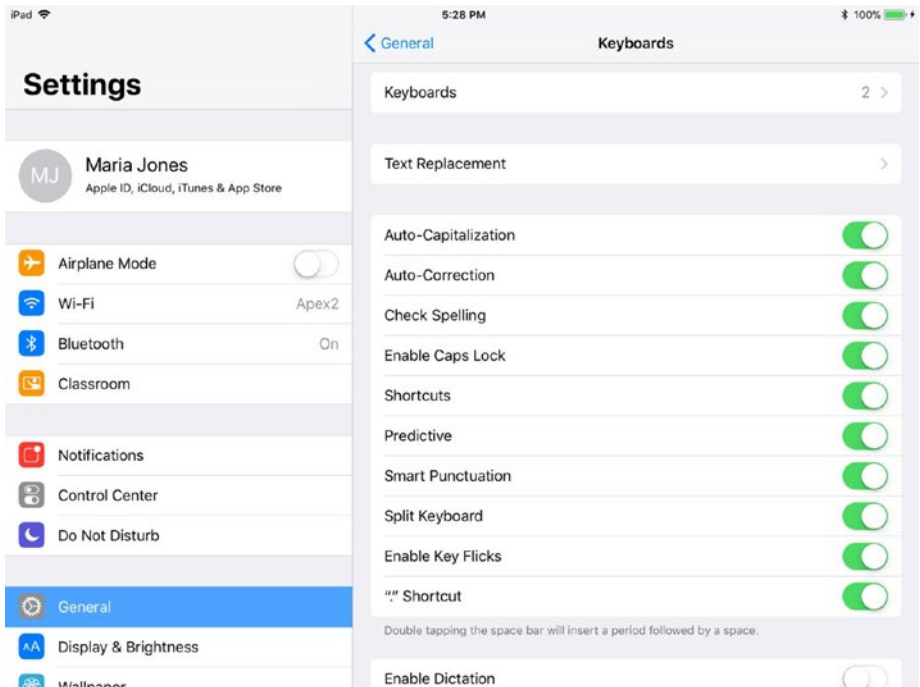 iPad
5:28 PM
100%
Settings
MJ
Maria Jones
Apple ID, iCloud, iTunes & App Store
Airplane Mode
Wi-Fi Apex2
Bluetooth On
Classroom
Notifications
Control Center
Do Not Disturb
General
AA Display & Brightness
Wallpaper
General
Keyboards
Keyboards 2
Text Replacement
Auto-Capitalization
Auto-Correction
Check Spelling
Enable Caps Lock
Shortcuts
Predictive
Smart Punctuation
Split Keyboard
Enable Key Flicks
“.” Shortcut
Double tapping the space bar will insert a period followed by a space.
Enable Dictation